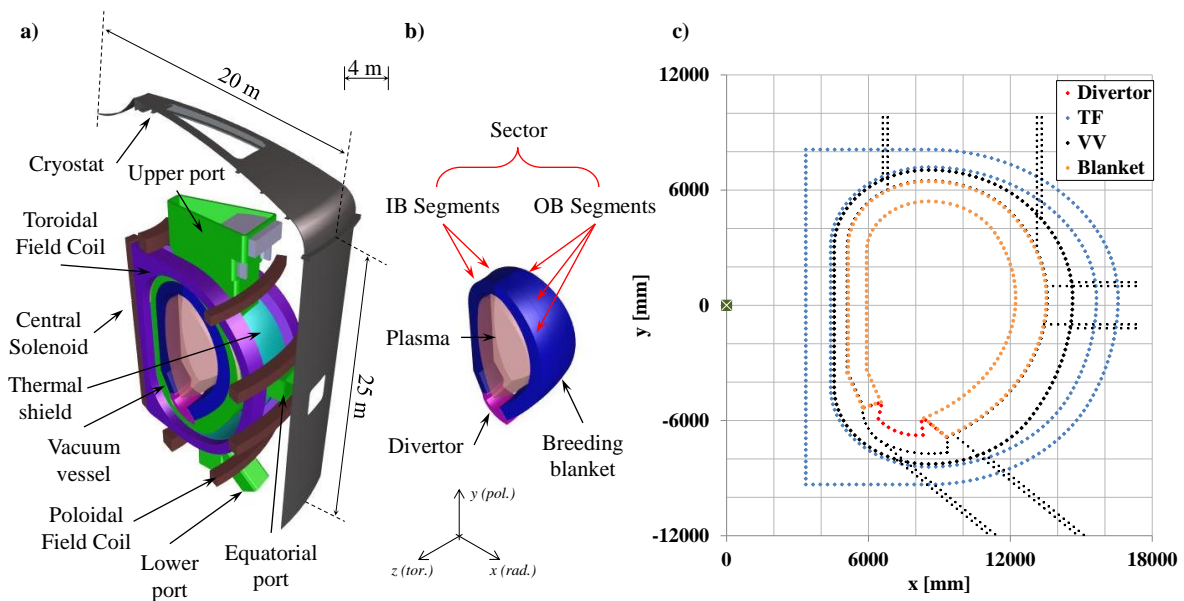 a)
20 m
4 m
Cryostat
Upper port
Toroidal
Field Coil
Central
Solenoid
Thermal
shield
Vacuum
vessel
Poloidal
Field Coil
Lower
port
Equatorial
port
25 m
b)
Sector
IB Segments
OB Segments
Plasma
Divertor
Breeding
blanket
y (pol.)
z (tor.)
x (rad.)
c)
12000
6000
0
-6000
-12000
y [mm]
0
6000
12000
18000
x [mm]
Divertor
TF
VV
Blanket